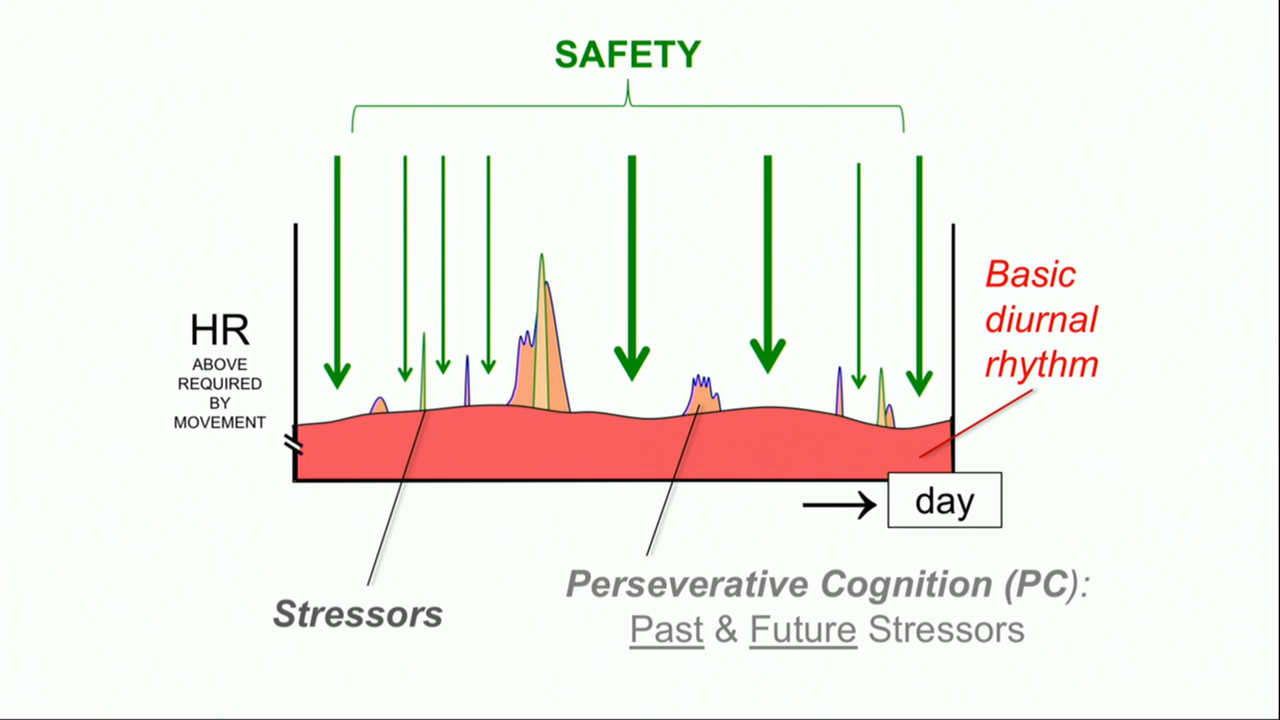 SAFETY
HR
ABOVE
REQUIRED
BY
MOVEMENT
Basic
diurnal
rhythm
day
Stressors
Perseverative Cognition (PC):
Past & Future Stressors